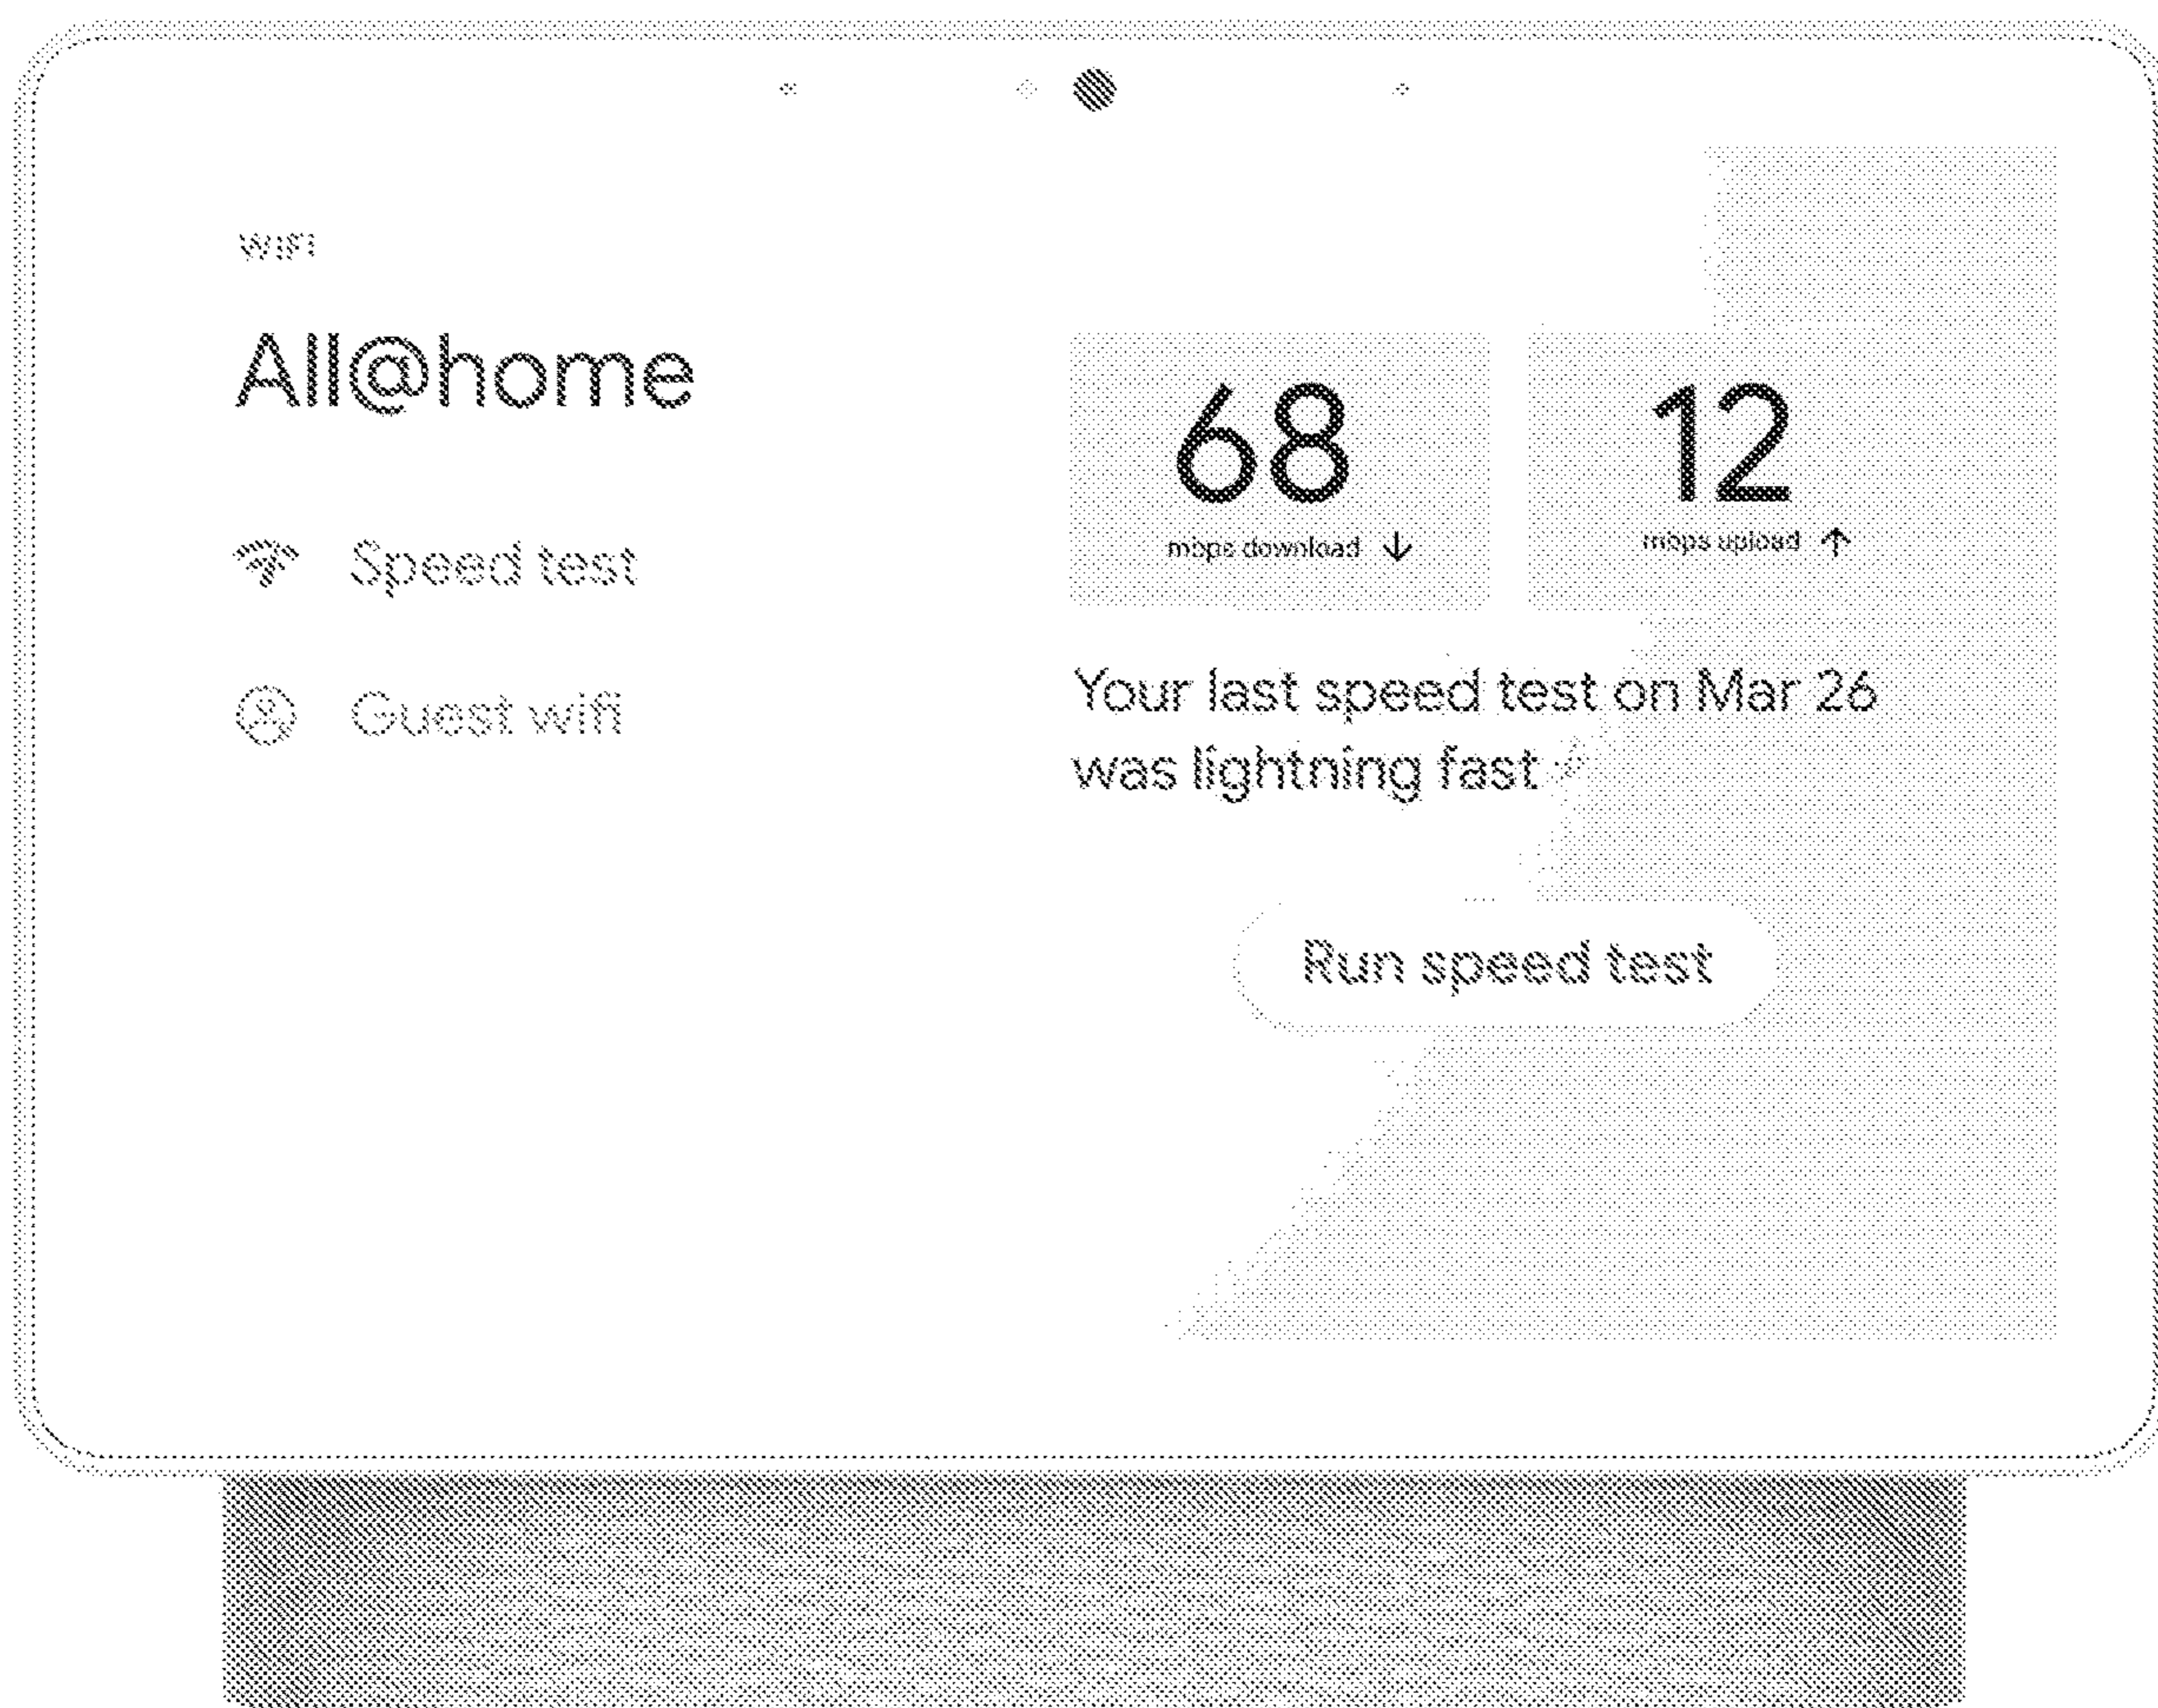 wifi
All@home
Speed test
Guest wifi
68
mbps download ↓
12
mbps upload ↑
Your last speed test on Mar 26
was lightning fast
Run speed test